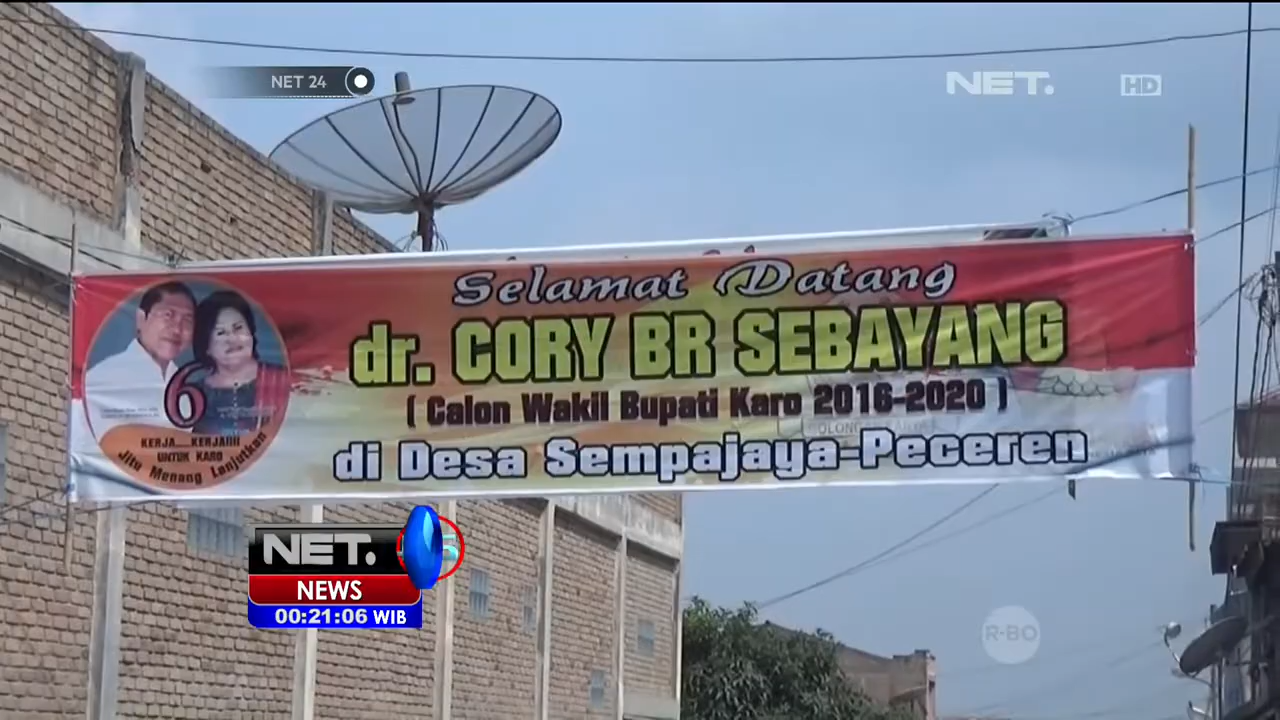 NET 24
NET.
HD
Selamat Datang
dr. CORY BR SEBAYANG
( Calon Wakil Bupati Karo 2016-2020 )
di Desa Sempajaya-Peceren
6
KERJA....KERJA!!!!
UNTUK KARO
Jitu Menang Lanjutkan
NET.
NEWS
00:21:06 WIB
R-BO